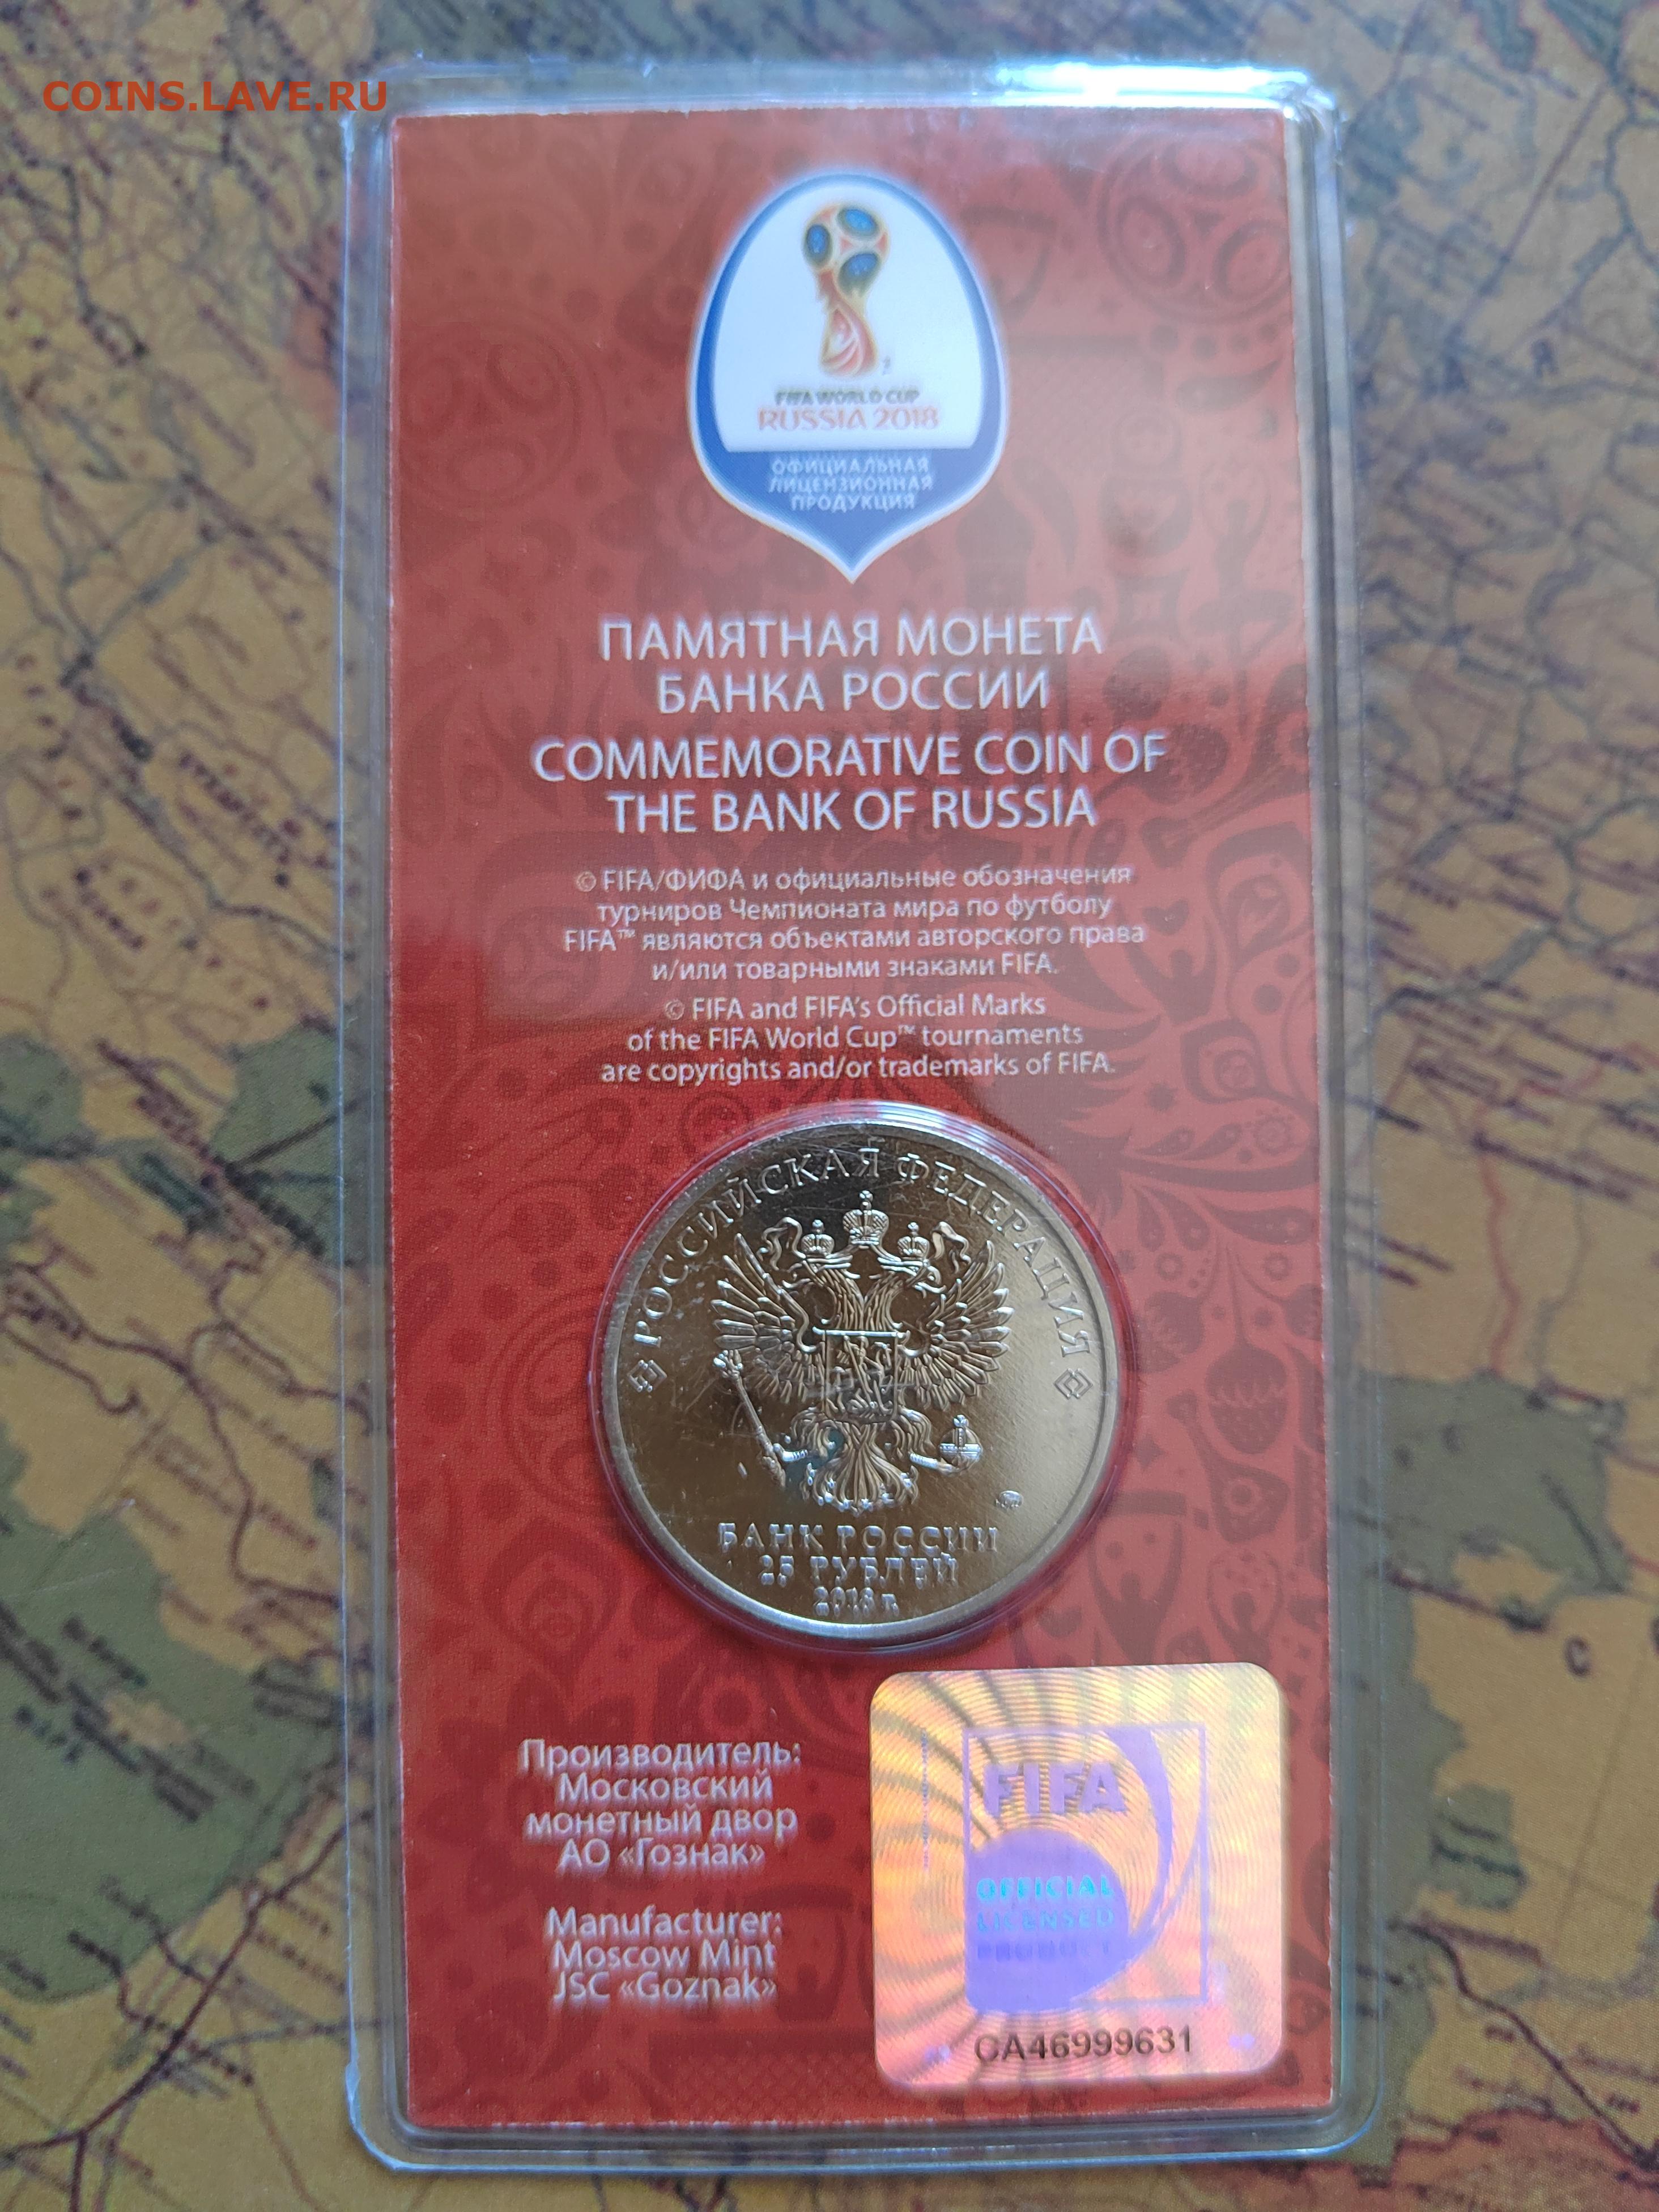 COINS.LAVE.RU
FIFA WORLD CUP
RUSSIA 2018
ОФИЦИАЛЬНАЯ
ЛИЦЕНЗИОННАЯ
ПРОДУКЦИЯ
ПАМЯТНАЯ МОНЕТА
БАНКА РОССИИ
COMMEMORATIVE COIN OF
THE BANK OF RUSSIA
© FIFA/ФИФА и официальные обозначения
турниров Чемпионата мира по футболу
FIFA™ являются объектами авторского права
и/или товарными знаками FIFA.
© FIFA and FIFA's Official Marks
of the FIFA World Cup™ tournaments
are copyrights and/or trademarks of FIFA.
РОССИЙСКАЯ ФЕДЕРАЦИЯ
БАНК РОССИИ
25 РУБЛЕЙ
2018 г.
Производитель:
Московский
монетный двор
АО «Гознак»
Manufacturer:
Moscow Mint
JSC «Goznak»
FIFA
OFFICIAL
LICENSED
PRODUCT
CA46999631